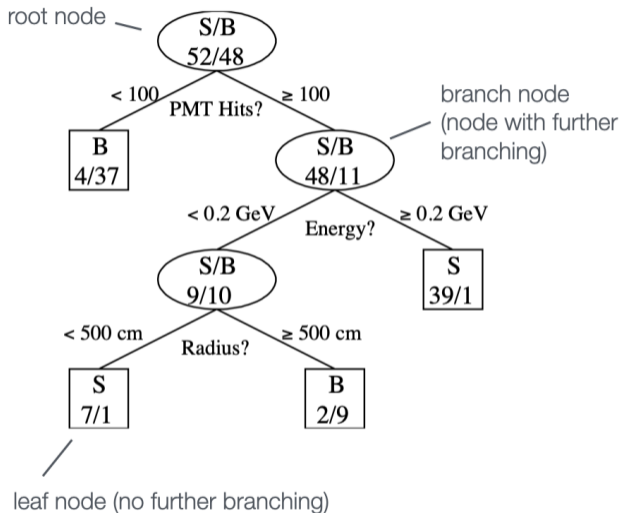 root node
S/B
52/48
< 100
PMT Hits?
≥ 100
branch node
(node with further
branching)
B
4/37
S/B
48/11
< 0.2 GeV
Energy?
≥ 0.2 GeV
S/B
9/10
S
39/1
< 500 cm
Radius?
≥ 500 cm
S
7/1
B
2/9
leaf node (no further branching)